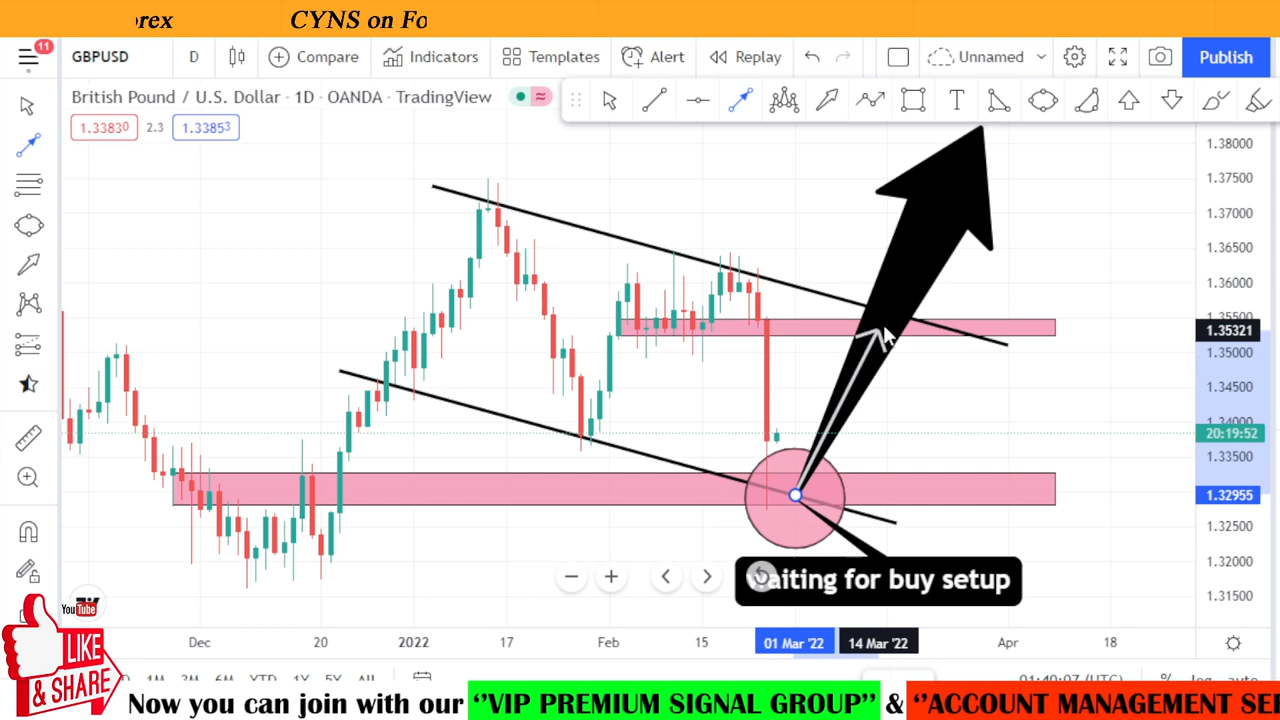 rex CYNS on Fo
11
GBPUSD D Compare Indicators Templates Alert Replay Unnamed Publish
British Pound / U.S. Dollar · 1D · OANDA · TradingView
1.33830 2.3 1.33853
1.38000
1.37500
1.37000
1.36500
1.36000
1.35321
1.35000
1.34500
20:19:52
1.33500
1.32955
1.32500
1.32000
1.31500
waiting for buy setup
Dec 20 2022 17 Feb 15 01 Mar '22 14 Mar '22 Apr 18
YouTube
LIKE
& SHARE
Now you can join with our ‘’VIP PREMIUM SIGNAL GROUP’’ & ‘’ACCOUNT MANAGEMENT SE